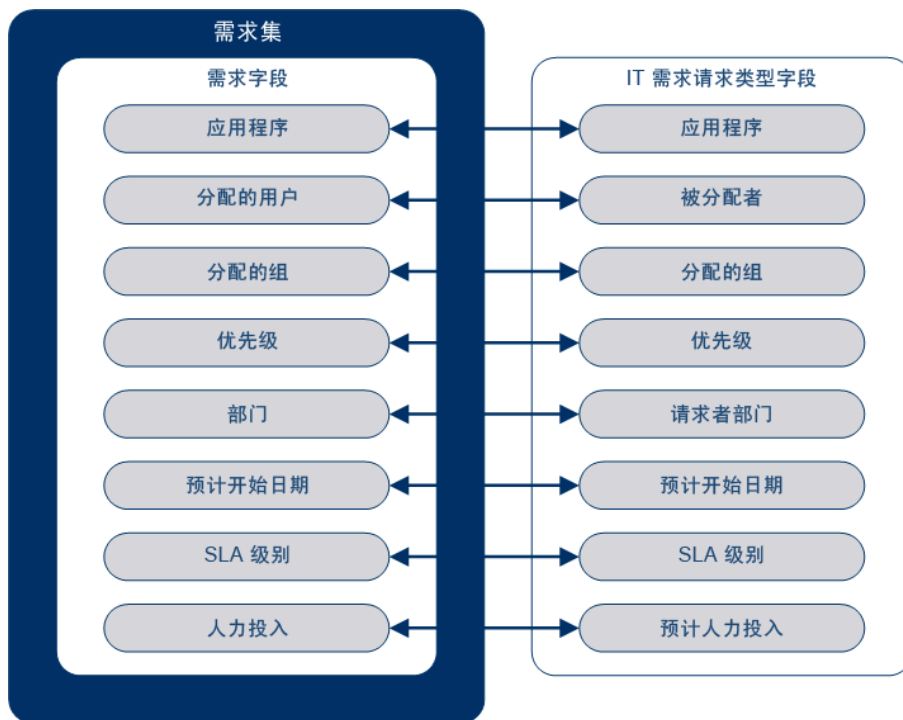 需求集
需求字段
应用程序
分配的用户
分配的组
优先级
部门
预计开始日期
SLA 级别
人力投入
IT 需求请求类型字段
应用程序
被分配者
分配的组
优先级
请求者部门
预计开始日期
SLA 级别
预计人力投入